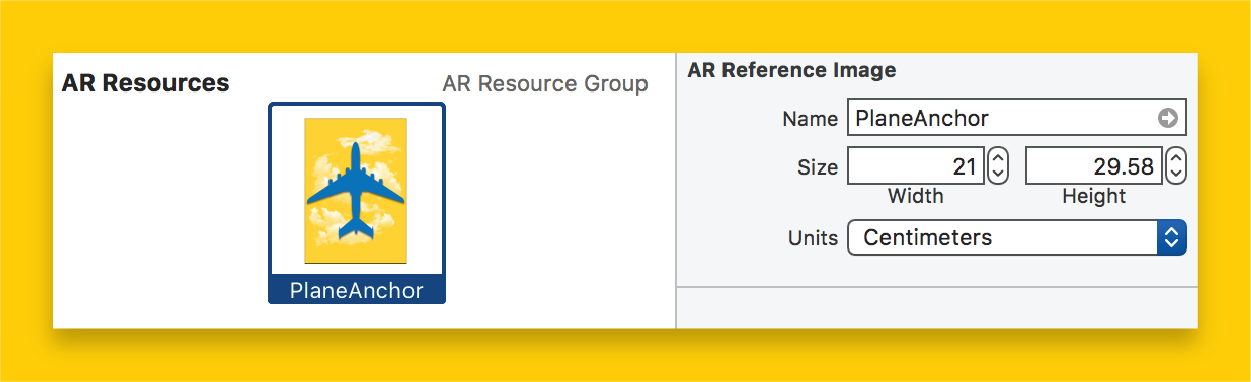 AR Resources
AR Resource Group
PlaneAnchor
AR Reference Image
Name PlaneAnchor
Size 21 29.58
Width Height
Units Centimeters